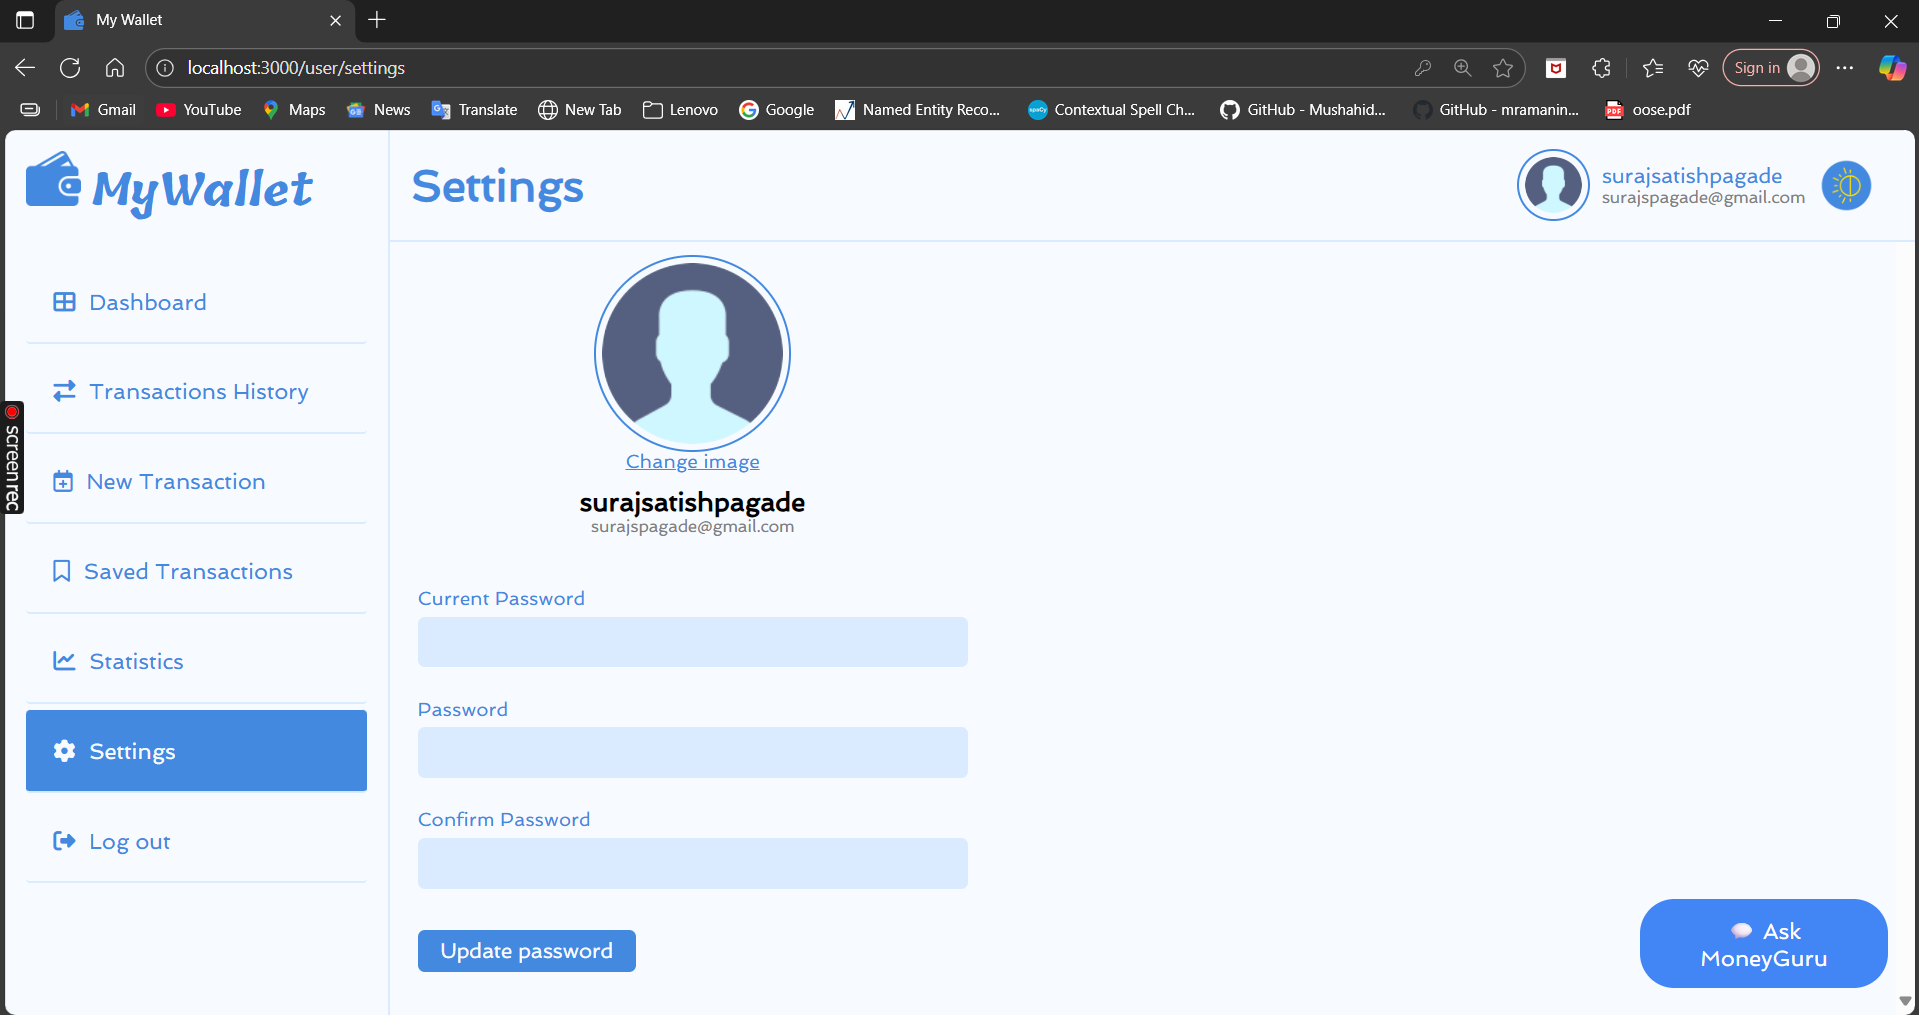 My Wallet
localhost:3000/user/settings
Sign in
Gmail
YouTube
Maps
News
Translate
New Tab
Lenovo
Google
Named Entity Reco...
Contextual Spell Ch...
GitHub - Mushahid...
GitHub - mramanin...
oose.pdf
MyWallet
Settings
surajsatishpagade
surajspagade@gmail.com
Dashboard
Transactions History
New Transaction
Saved Transactions
Statistics
Settings
Log out
screen rec
Change image
surajsatishpagade
surajspagade@gmail.com
Current Password
Password
Confirm Password
Update password
Ask
MoneyGuru